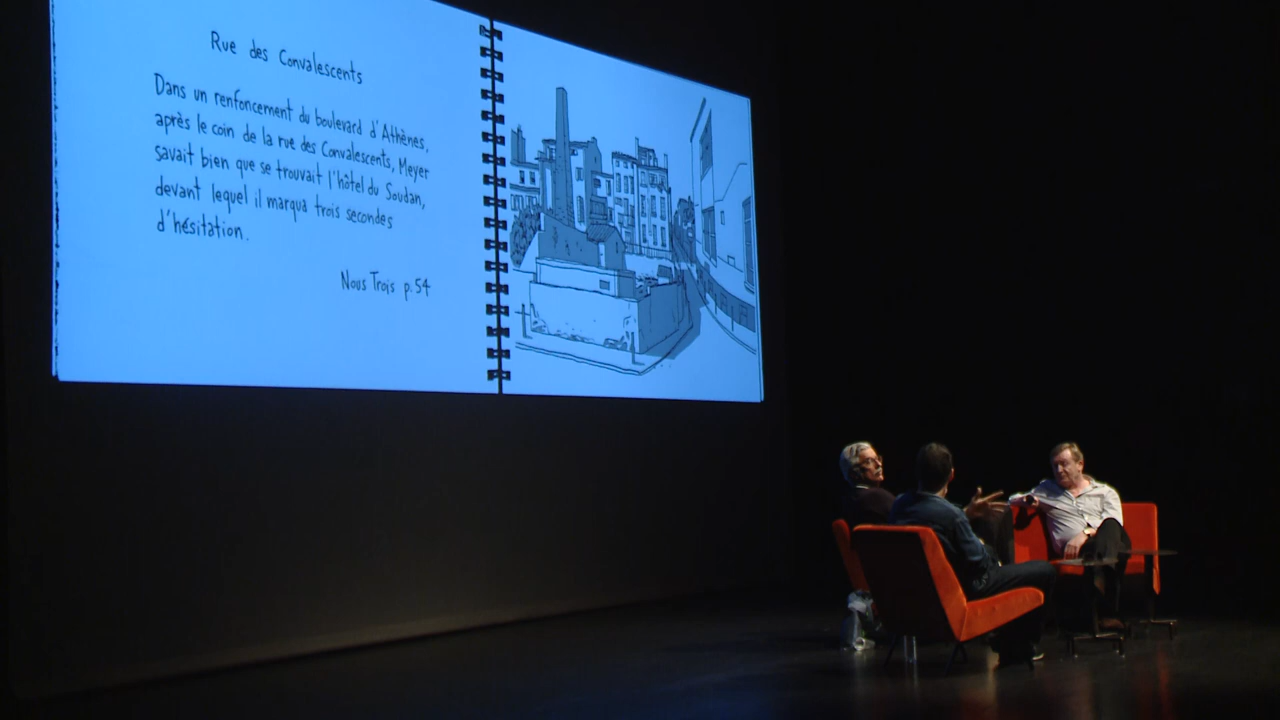 Rue des Convalescents
Dans un renfoncement du boulevard d'Athènes,
après le coin de la rue des Convalescents, Meyer
savait bien que se trouvait l'hôtel du Soudan,
devant lequel il marqua trois secondes
d'hésitation.
Nous Trois p.54